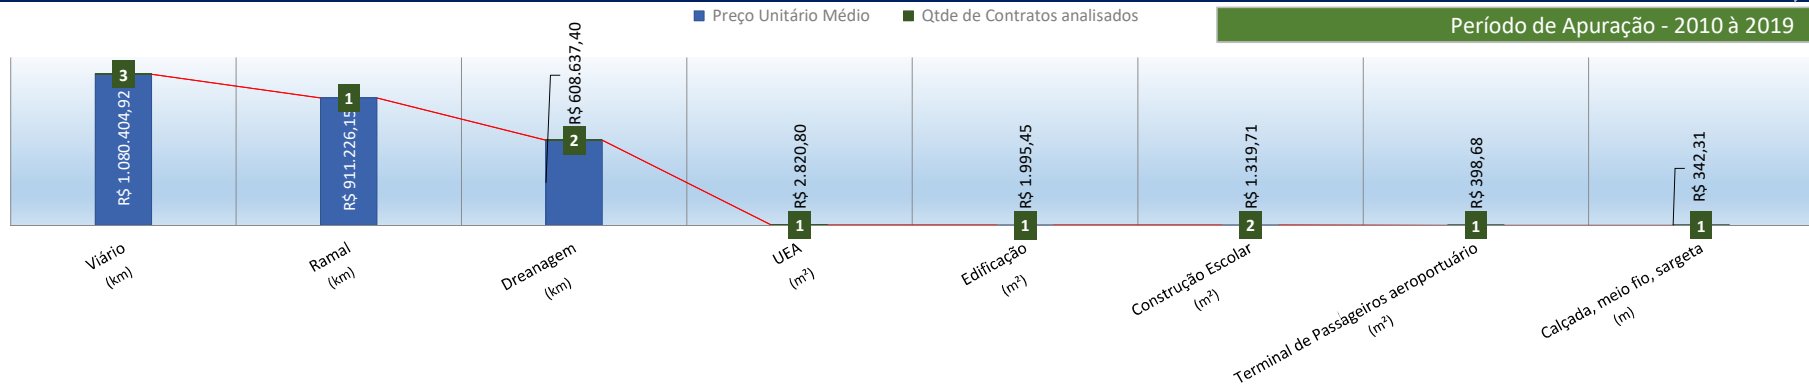 Preço Unitário Médio
Qtde de Contratos analisados
Período de Apuração - 2010 à 2019
3
R$ 1.080.404,92
1
R$ 911.226,15
R$ 608.637,40
2
R$ 2.820,80
1
R$ 1.995,45
1
R$ 1.319,71
2
R$ 398,68
1
R$ 342,31
1
Viário
(km)
Ramal
(km)
Dreanagem
(km)
UEA
(m²)
Edificação
(m²)
Construção Escolar
(m²)
Terminal de Passageiros aeroportuário
(m²)
Calçada, meio fio, sargeta
(m)